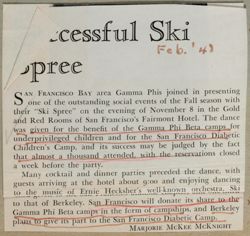 ccessful Ski
Spree
Feb. '48
SAN FRANCISCO BAY area Gamma Phis joined in presenting
one of the outstanding social events of the Fall season with
their "Ski Spree" on the evening of November 8 in the Gold
and Red Rooms of San Francisco's Fairmont Hotel. The dance
was given for the benefit of the Gamma Phi Beta camps for
underprivileged children and for the San Francisco Diabetic
Children's Camp, and its success may be judged by the fact
that almost a thousand attended, with the reservations closed
a week before the party.
Many cocktail and dinner parties preceded the dance, with
guests arriving at the hotel about 9:00 and enjoying dancing
to the music of Ernie Hecksher's well-known orchestra. Ski
to that of Berkeley. San Francisco will donate its share to the
Gamma Phi Beta camps in the form of campships, and Berkeley
plans to give its part to the San Francisco Diabetic Camp.
MARJORIE MCKEE MCKNIGHT